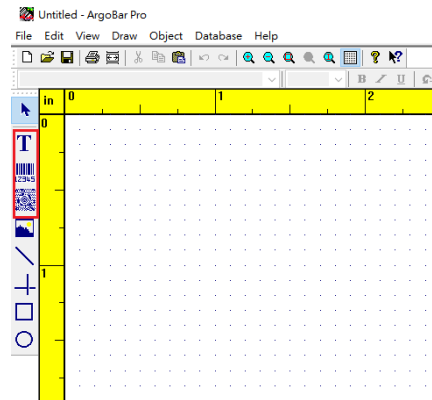 Untitled - ArgoBar Pro
File Edit View Draw Object Database Help
B I U
in 0 1 2
0
T
12345
1